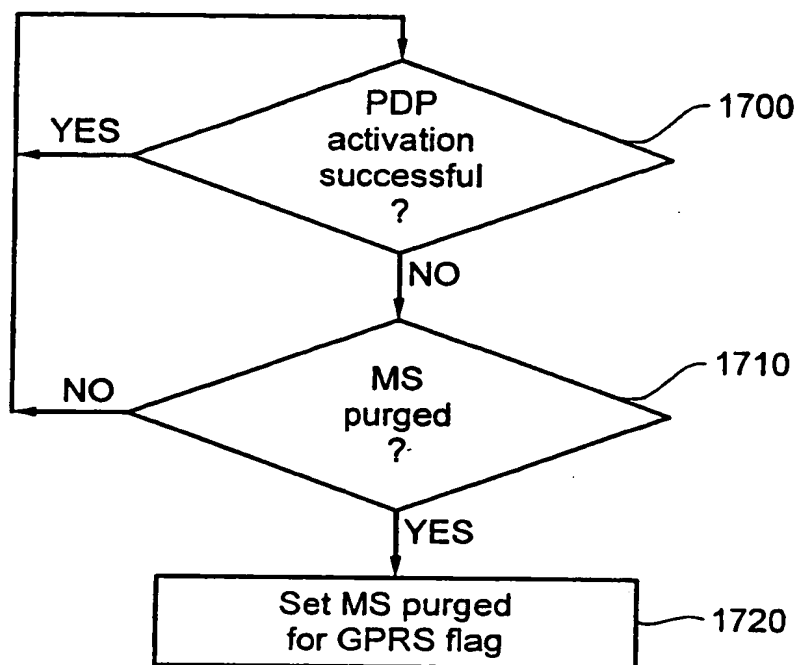 PDP
activation
successful
?
1700
YES
NO
MS
purged
?
1710
NO
YES
Set MS purged
for GPRS flag
1720